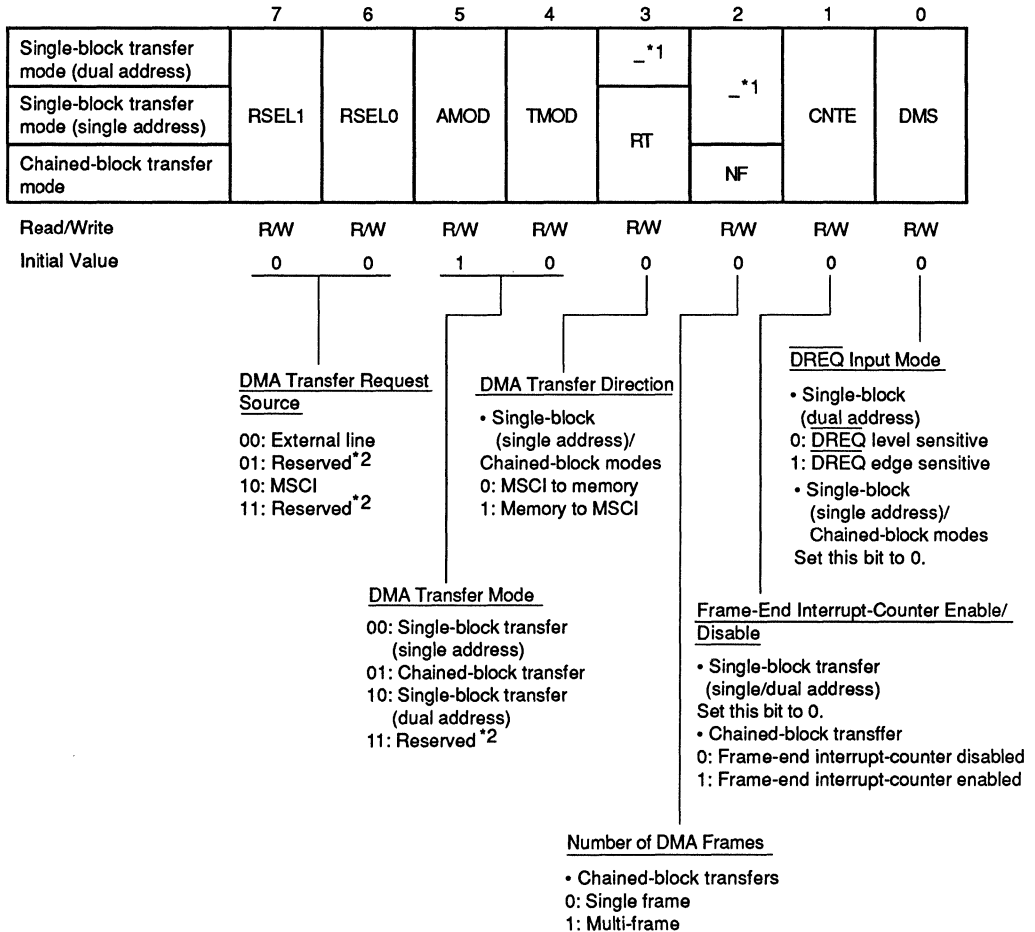 7 6 5 4 3 2 1 0
Single-block transfer
mode (dual address)
Single-block transfer
mode (single address)
Chained-block transfer
mode
RSEL1
RSEL0
AMOD
TMOD
_*1
RT
_*1
NF
CNTE
DMS
Read/Write R/W R/W R/W R/W R/W R/W R/W R/W
Initial Value 0 0 1 0 0 0 0 0
DMA Transfer Request
Source
00: External line
01: Reserved*2
10: MSCI
11: Reserved*2
DMA Transfer Direction
• Single-block
(single address)/
Chained-block modes
0: MSCI to memory
1: Memory to MSCI
DREQ Input Mode
• Single-block
(dual address)
0: DREQ level sensitive
1: DREQ edge sensitive
• Single-block
(single address)/
Chained-block modes
Set this bit to 0.
DMA Transfer Mode
00: Single-block transfer
(single address)
01: Chained-block transfer
10: Single-block transfer
(dual address)
11: Reserved *2
Frame-End Interrupt-Counter Enable/
Disable
• Single-block transfer
(single/dual address)
Set this bit to 0.
• Chained-block transffer
0: Frame-end interrupt-counter disabled
1: Frame-end interrupt-counter enabled
Number of DMA Frames
• Chained-block transfers
0: Single frame
1: Multi-frame